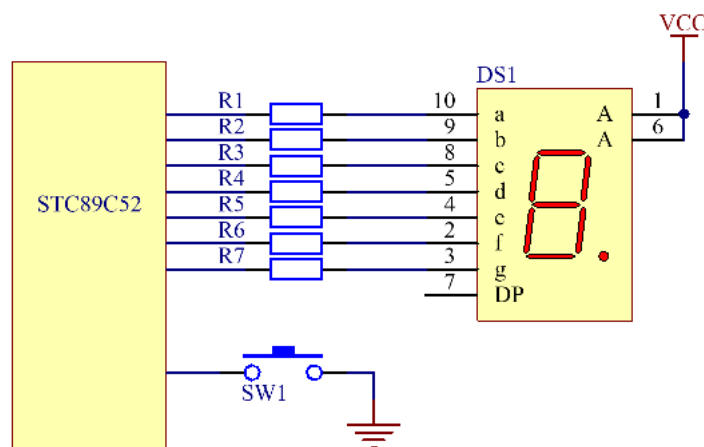 VCC
DS1
STC89C52
R1
R2
R3
R4
R5
R6
R7
10 a A 1
9 b A 6
8 c
5 d
4 e
2 f
3 g
7 DP
SW1